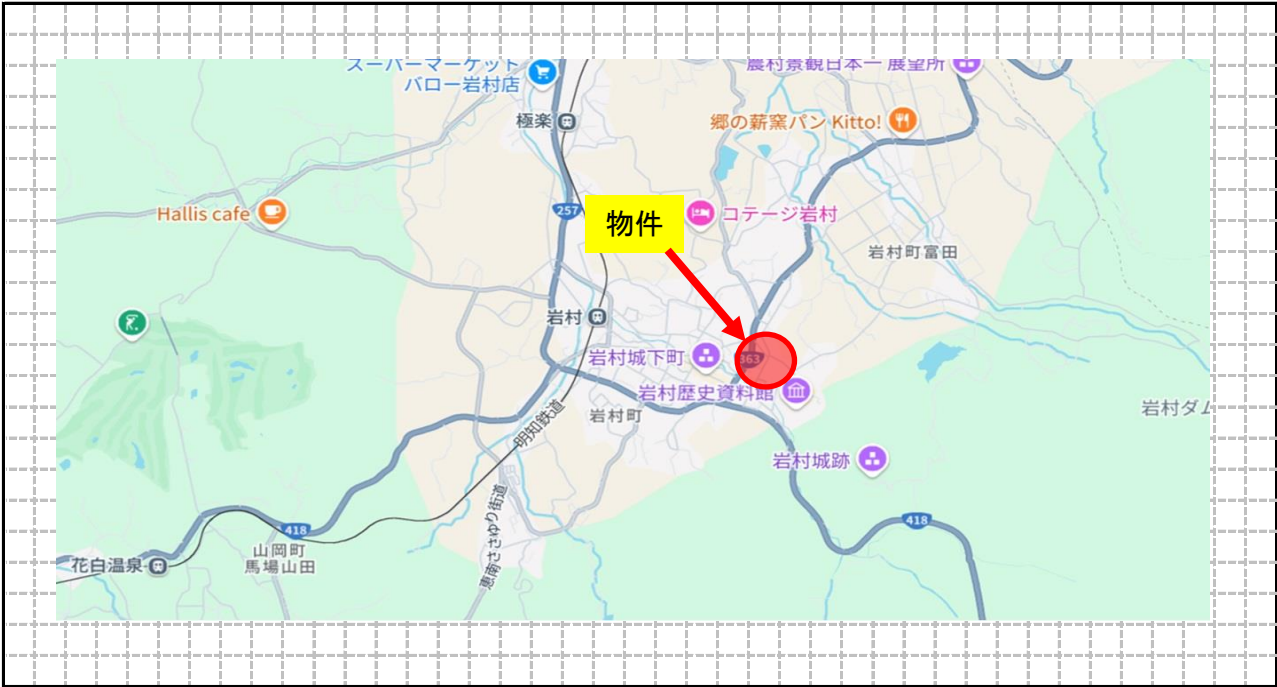 スーパーマーケット
バロー岩村店
農村景観日本一 展望所
極楽
郷の薪窯パン Kitto!
Hallis cafe
257
物件
コテージ岩村
岩村町富田
岩村
岩村城下町
363
岩村歴史資料館
岩村町
岩村ダム
明知鉄道
岩村城跡
恵南ささゆり街道
418
418
山岡町
馬場山田
花白温泉